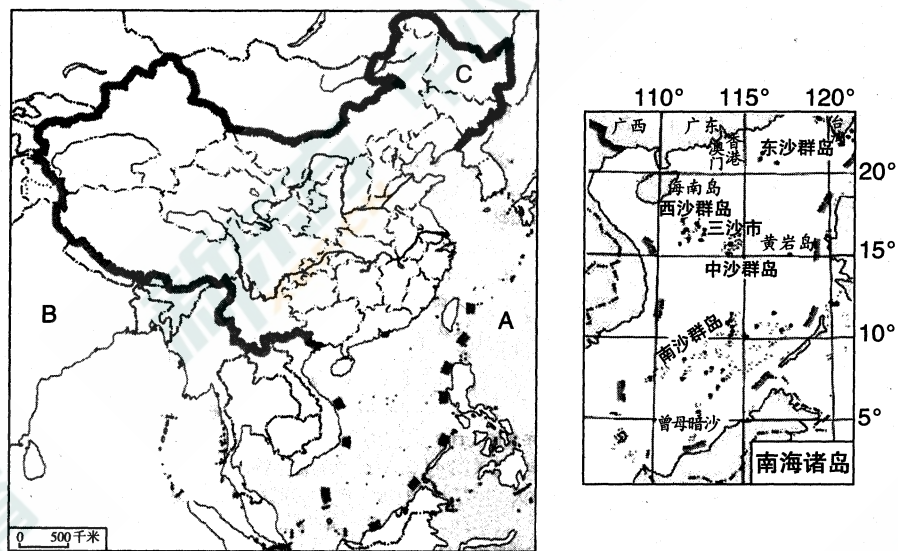 C
B
A
0 500千米
110° 115° 120°
广西 广东 香港 澳门 台
东沙群岛
20°
海南岛
西沙群岛
三沙市
黄岩岛
15°
中沙群岛
10°
南沙群岛
5°
曾母暗沙
南海诸岛